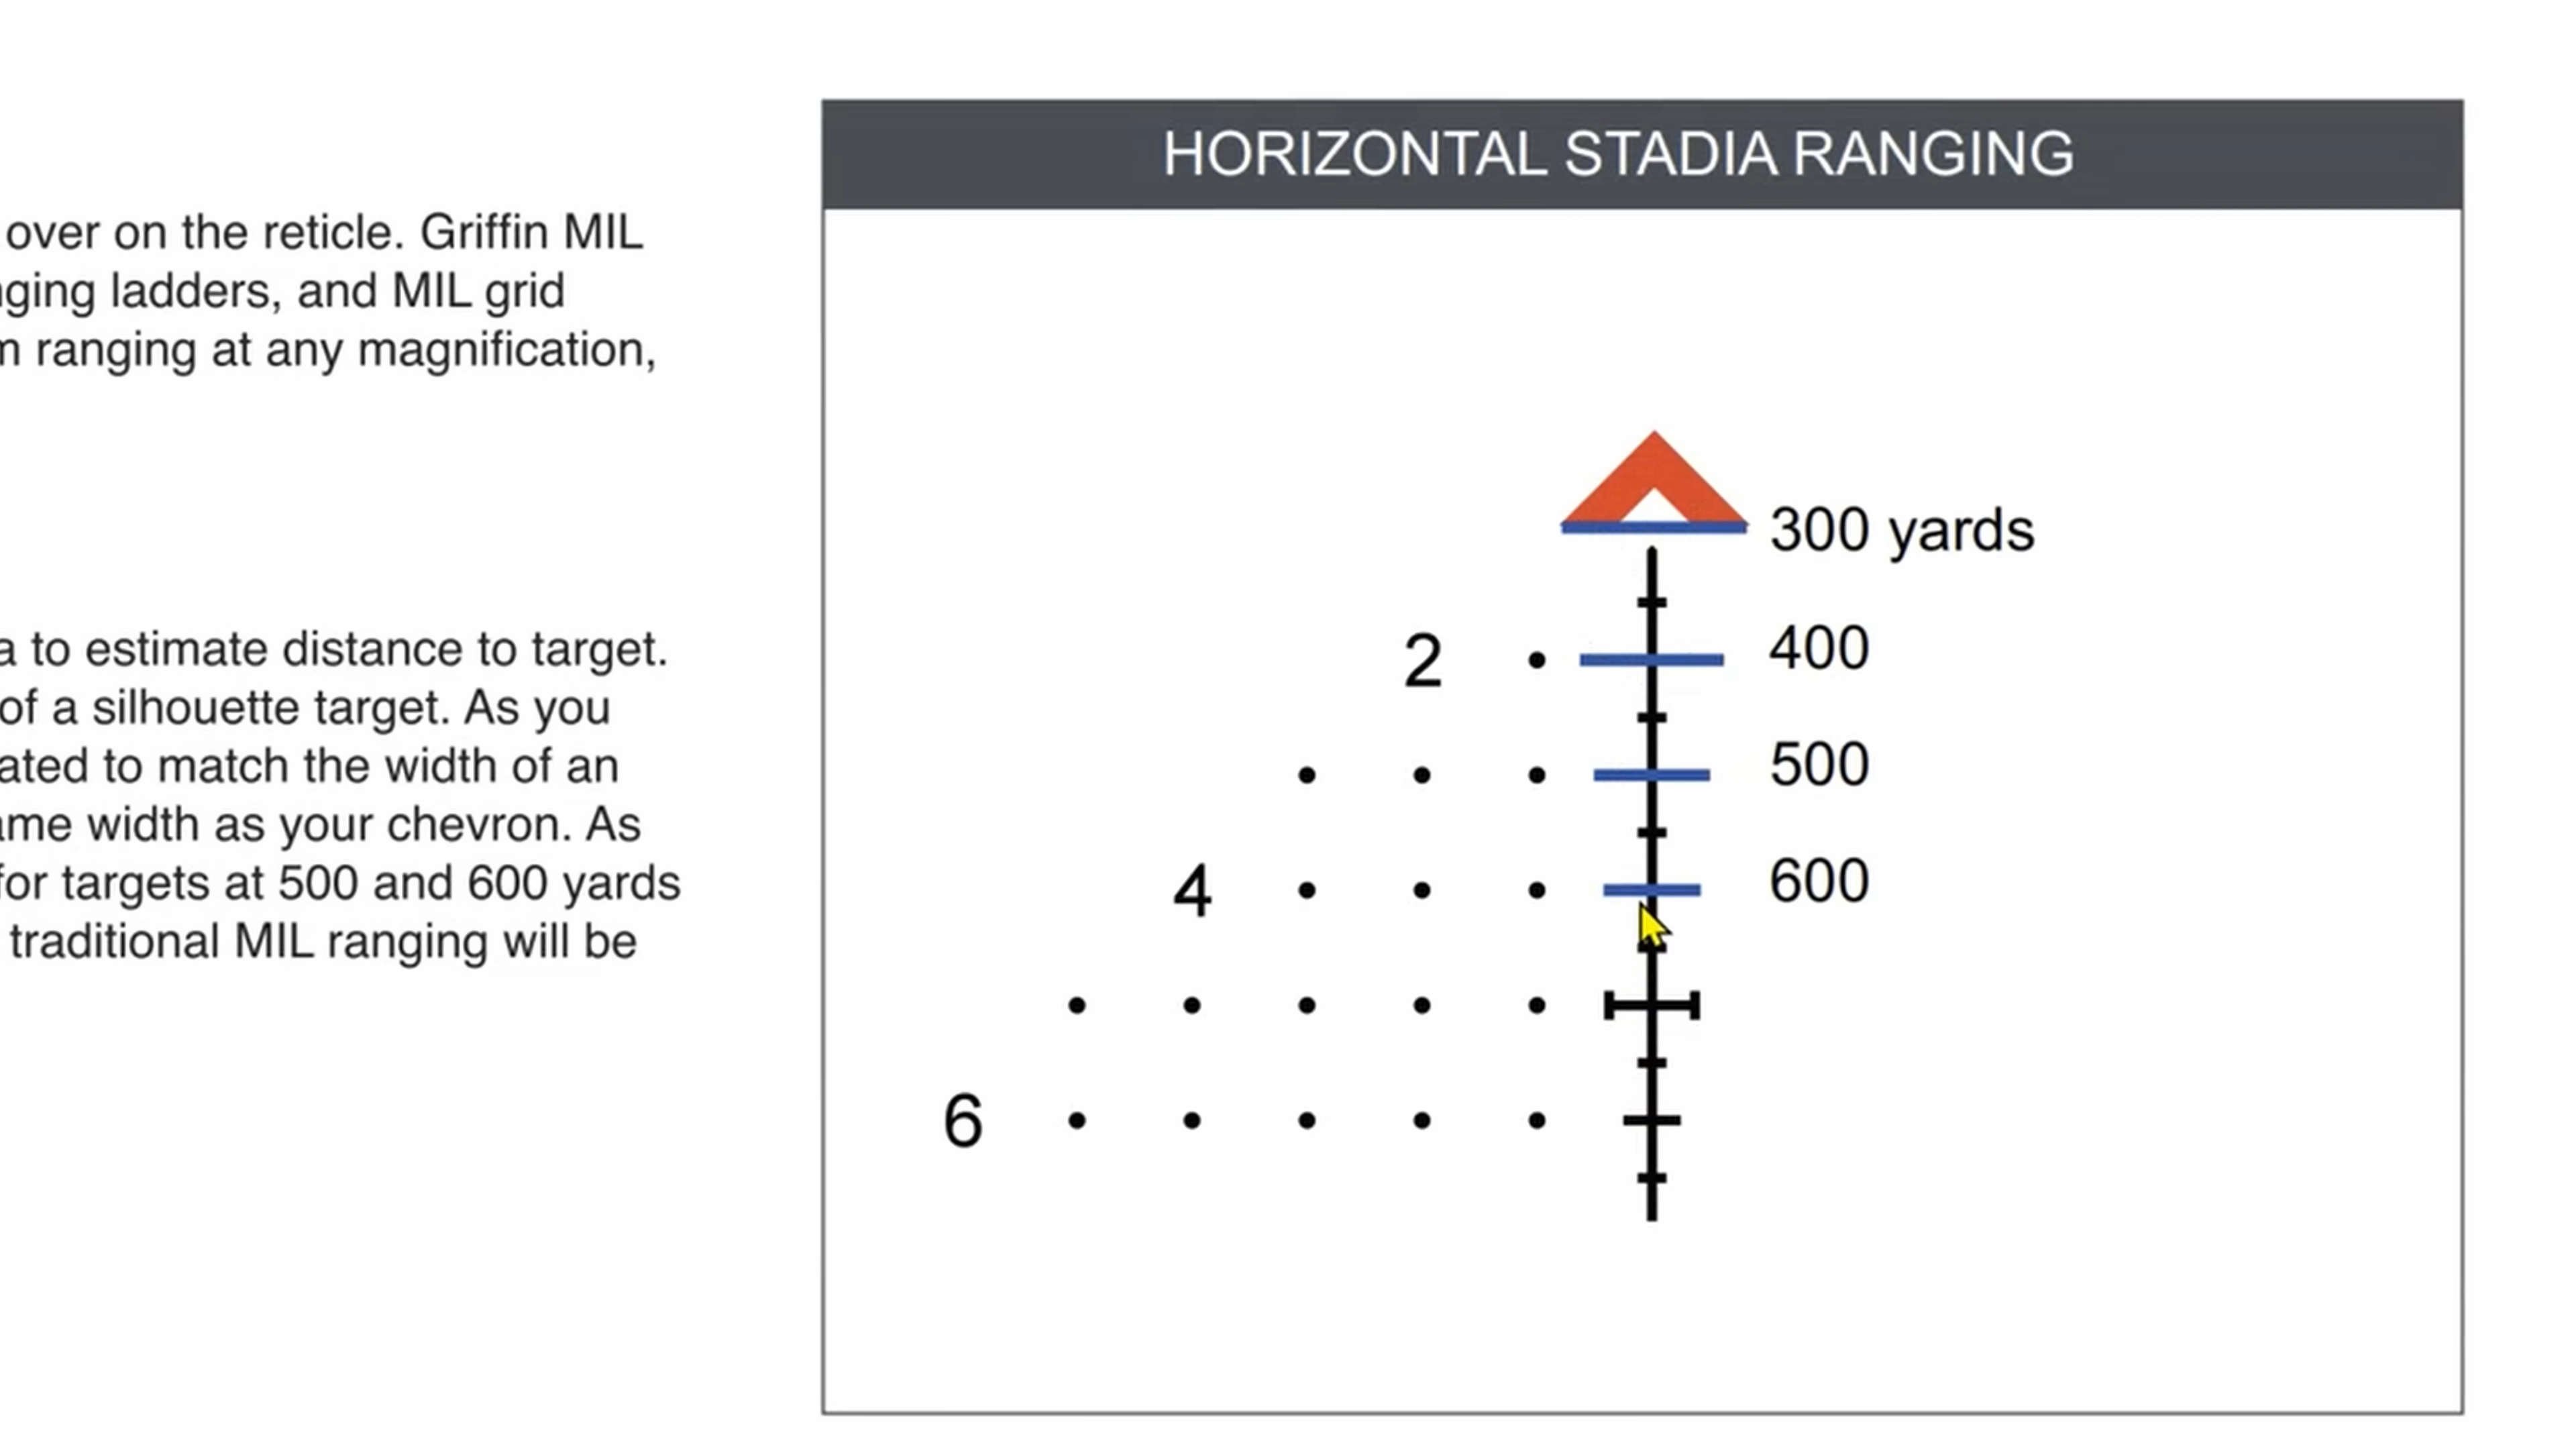 over on the reticle. Griffin MIL
ging ladders, and MIL grid
ranging at any magnification,
a to estimate distance to target.
of a silhouette target. As you
ated to match the width of an
ame width as your chevron. As
for targets at 500 and 600 yards
traditional MIL ranging will be
HORIZONTAL STADIA RANGING
300 yards
2 400
500
4 600
6